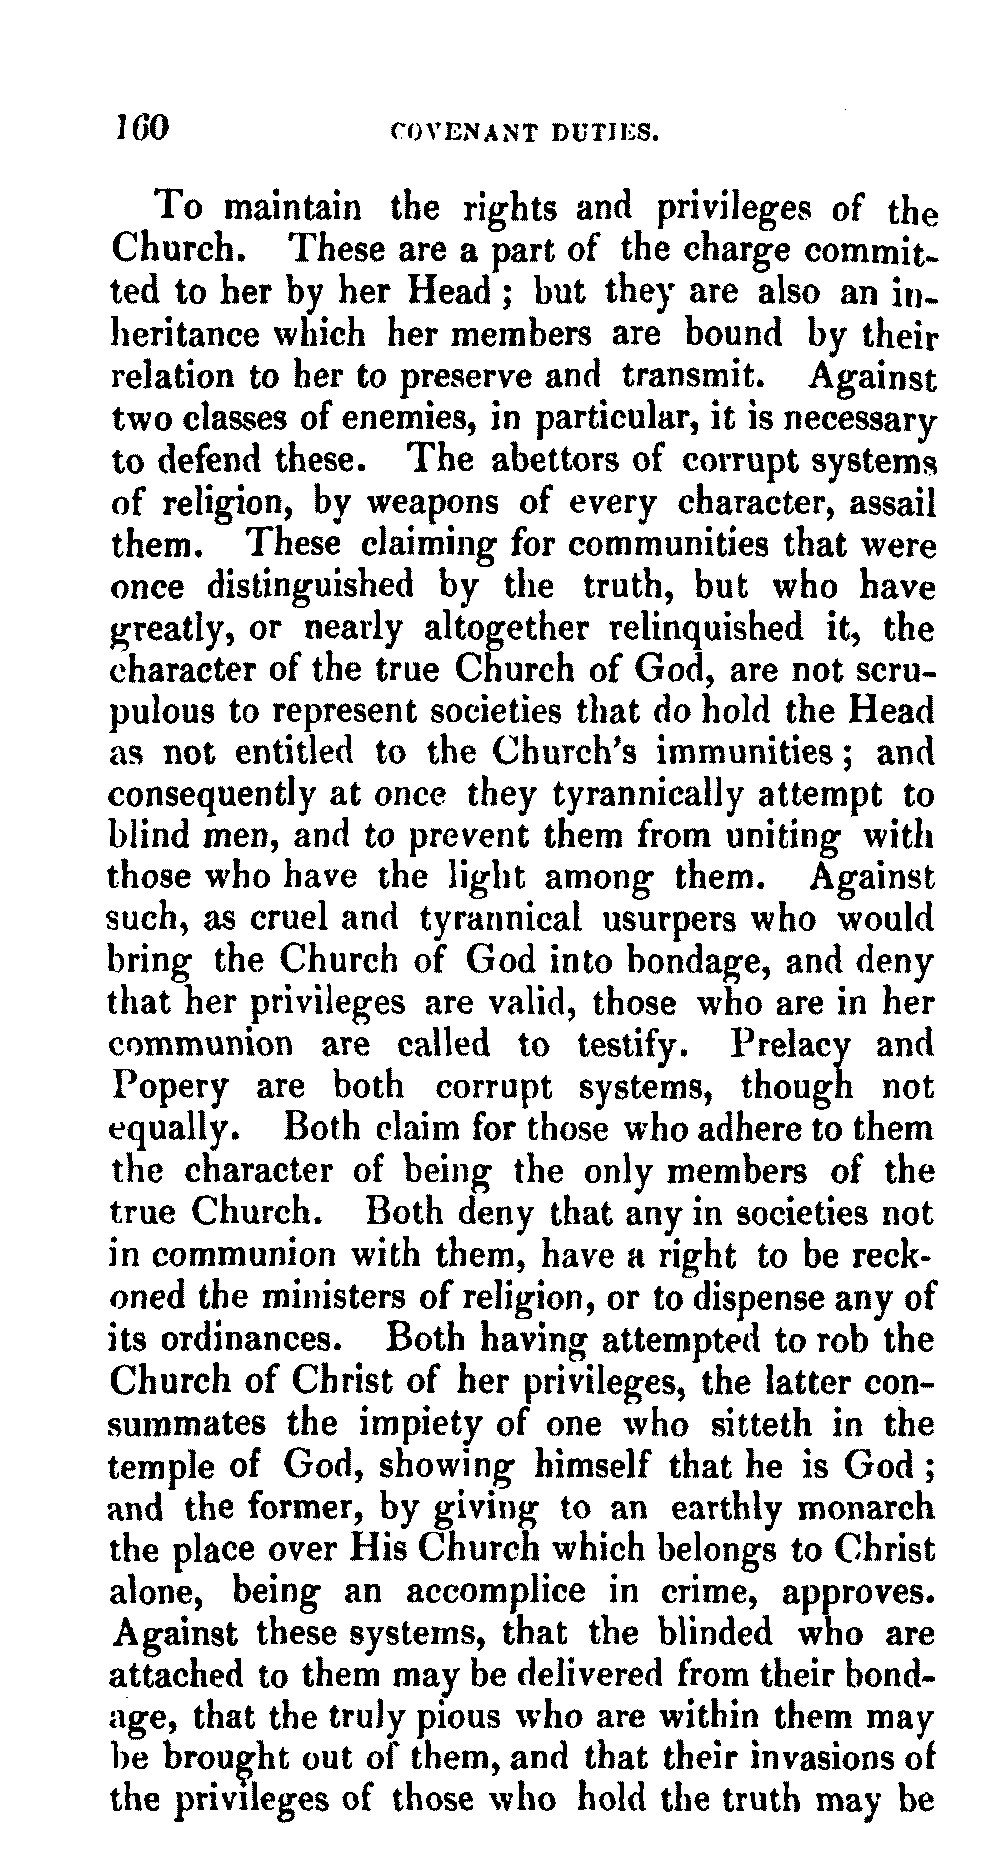 160 COVENANT DUTIES.
To maintain the rights and privileges of the
Church. These are a part of the charge commit-
ted to her by her Head ; but they are also an in-
heritance which her members are bound by their
relation to her to preserve and transmit. Against
two classes of enemies, in particular, it is necessary
to defend these. The abettors of corrupt systems
of religion, by weapons of every character, assail
them. These claiming for communities that were
once distinguished by the truth, but who have
greatly, or nearly altogether relinquished it, the
character of the true Church of God, are not scru-
pulous to represent societies that do hold the Head
as not entitled to the Church's immunities ; and
consequently at once they tyrannically attempt to
blind men, and to prevent them from uniting with
those who have the light among them. Against
such, as cruel and tyrannical usurpers who would
bring the Church of God into bondage, and deny
that her privileges are valid, those who are in her
communion are called to testify. Prelacy and
Popery are both corrupt systems, though not
equally. Both claim for those who adhere to them
the character of being the only members of the
true Church. Both deny that any in societies not
in communion with them, have a right to be reck-
oned the ministers of religion, or to dispense any of
its ordinances. Both having attempted to rob the
Church of Christ of her privileges, the latter con-
summates the impiety of one who sitteth in the
temple of God, showing himself that he is God ;
and the former, by giving to an earthly monarch
the place over His Church which belongs to Christ
alone, being an accomplice in crime, approves.
Against these systems, that the blinded who are
attached to them may be delivered from their bond-
age, that the truly pious who are within them may
be brought out of them, and that their invasions of
the privileges of those who hold the truth may be